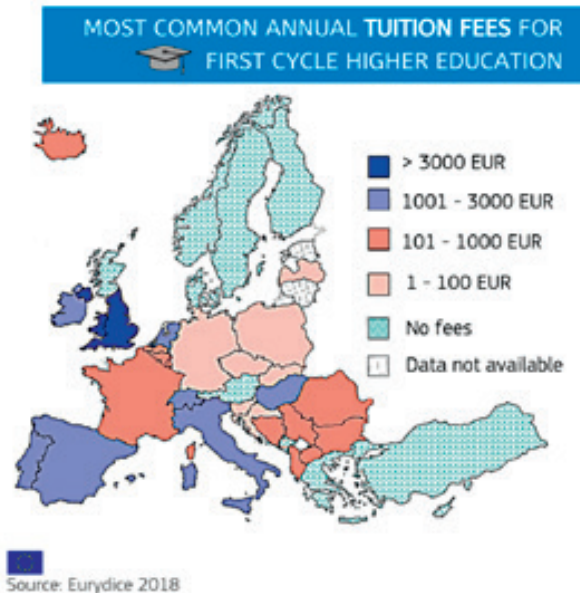 MOST COMMON ANNUAL TUITION FEES FOR
FIRST CYCLE HIGHER EDUCATION
> 3000 EUR
1001 - 3000 EUR
101 - 1000 EUR
1 - 100 EUR
No fees
Data not available
Source: Eurydice 2018